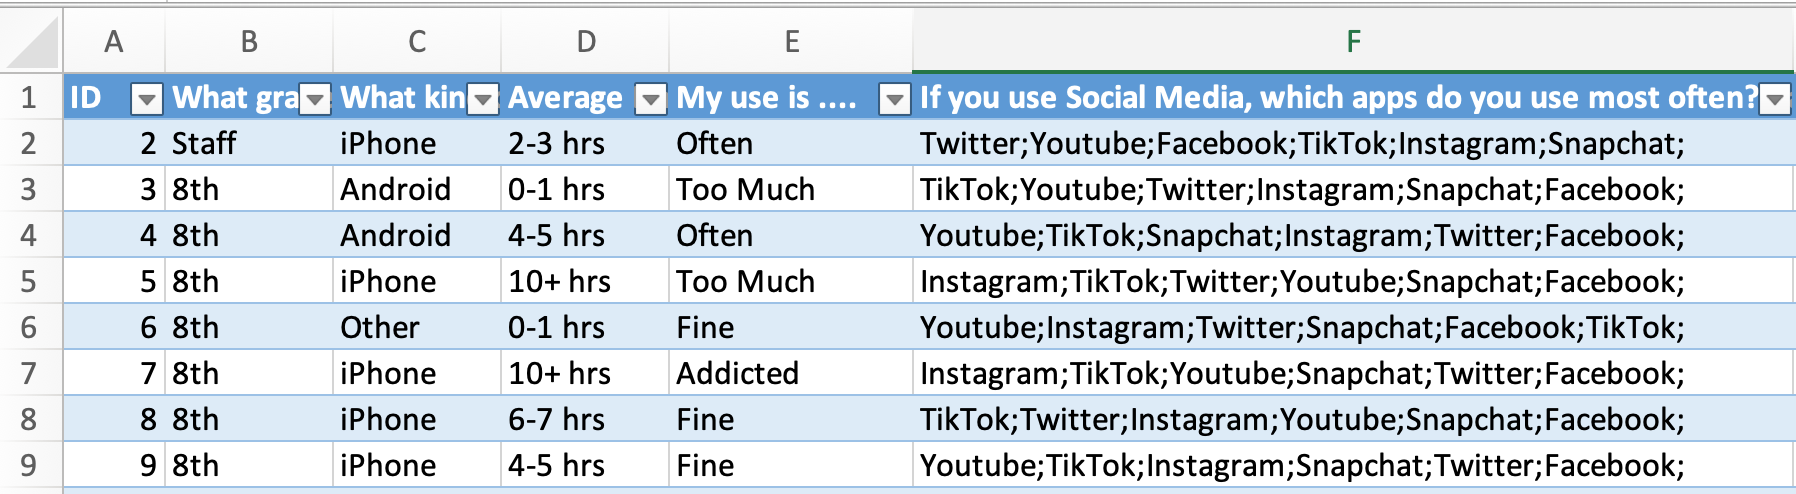 A B C D E F
1 ID What gra What kin Average My use is .... If you use Social Media, which apps do you use most often?
2 2 Staff iPhone 2-3 hrs Often Twitter;Youtube;Facebook;TikTok;Instagram;Snapchat;
3 3 8th Android 0-1 hrs Too Much TikTok;Youtube;Twitter;Instagram;Snapchat;Facebook;
4 4 8th Android 4-5 hrs Often Youtube;TikTok;Snapchat;Instagram;Twitter;Facebook;
5 5 8th iPhone 10+ hrs Too Much Instagram;TikTok;Twitter;Youtube;Snapchat;Facebook;
6 6 8th Other 0-1 hrs Fine Youtube;Instagram;Twitter;Snapchat;Facebook;TikTok;
7 7 8th iPhone 10+ hrs Addicted Instagram;TikTok;Youtube;Snapchat;Twitter;Facebook;
8 8 8th iPhone 6-7 hrs Fine TikTok;Twitter;Instagram;Youtube;Snapchat;Facebook;
9 9 8th iPhone 4-5 hrs Fine Youtube;TikTok;Instagram;Snapchat;Twitter;Facebook;